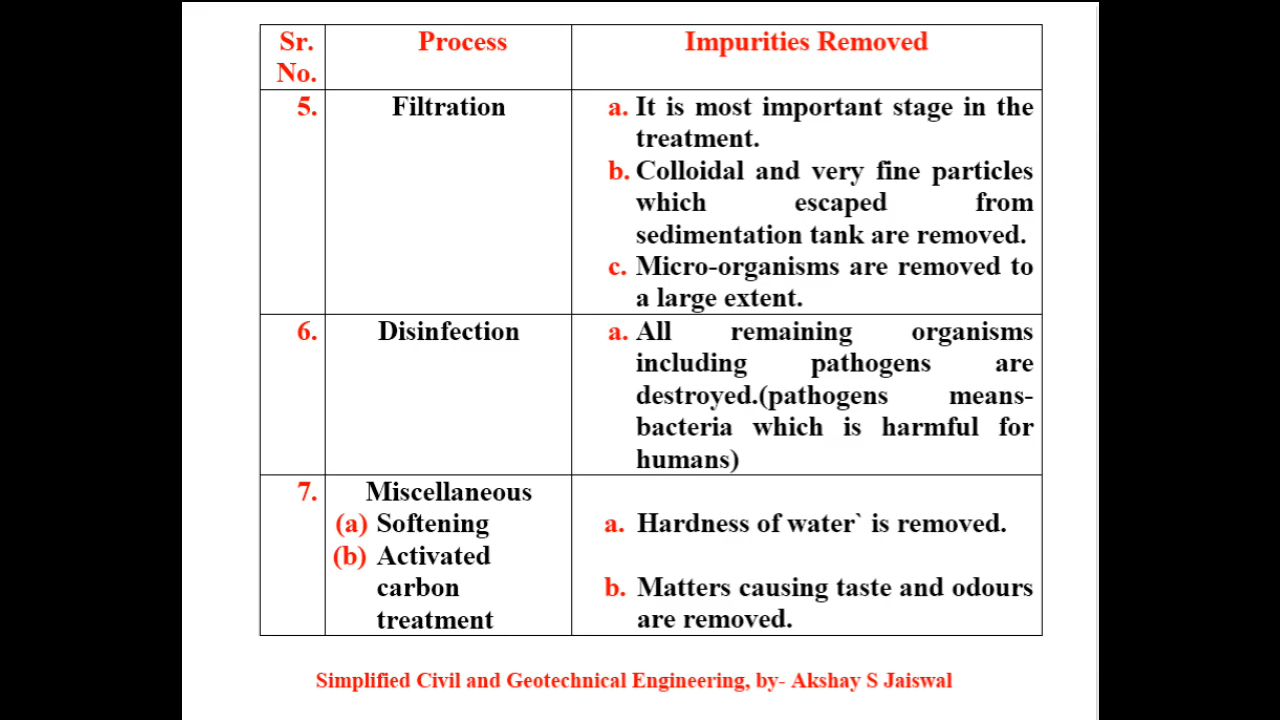 Sr. No. Process Impurities Removed
5. Filtration a. It is most important stage in the
treatment.
b. Colloidal and very fine particles
which escaped from
sedimentation tank are removed.
c. Micro-organisms are removed to
a large extent.
6. Disinfection a. All remaining organisms
including pathogens are
destroyed.(pathogens means-
bacteria which is harmful for
humans)
7. Miscellaneous
(a) Softening a. Hardness of water` is removed.
(b) Activated
carbon b. Matters causing taste and odours
treatment are removed.
Simplified Civil and Geotechnical Engineering, by- Akshay S Jaiswal